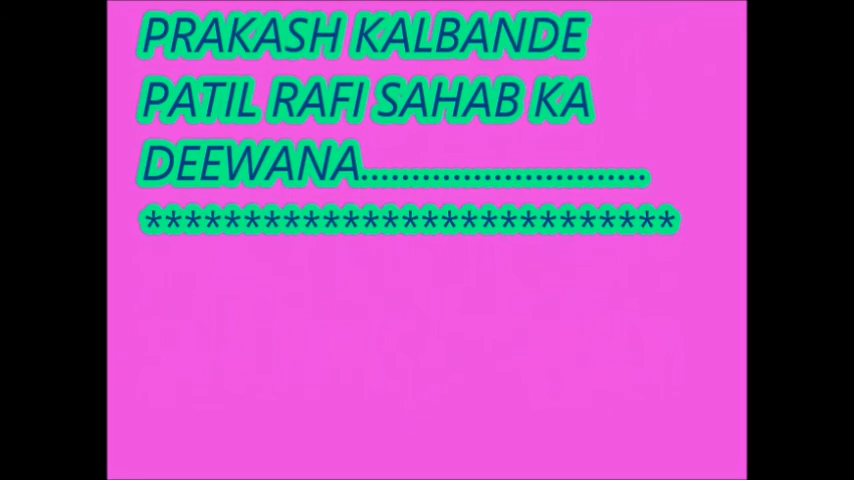 PRAKASH KALBANDE
PATIL RAFI SAHAB KA
DEEWANA............................
***************************